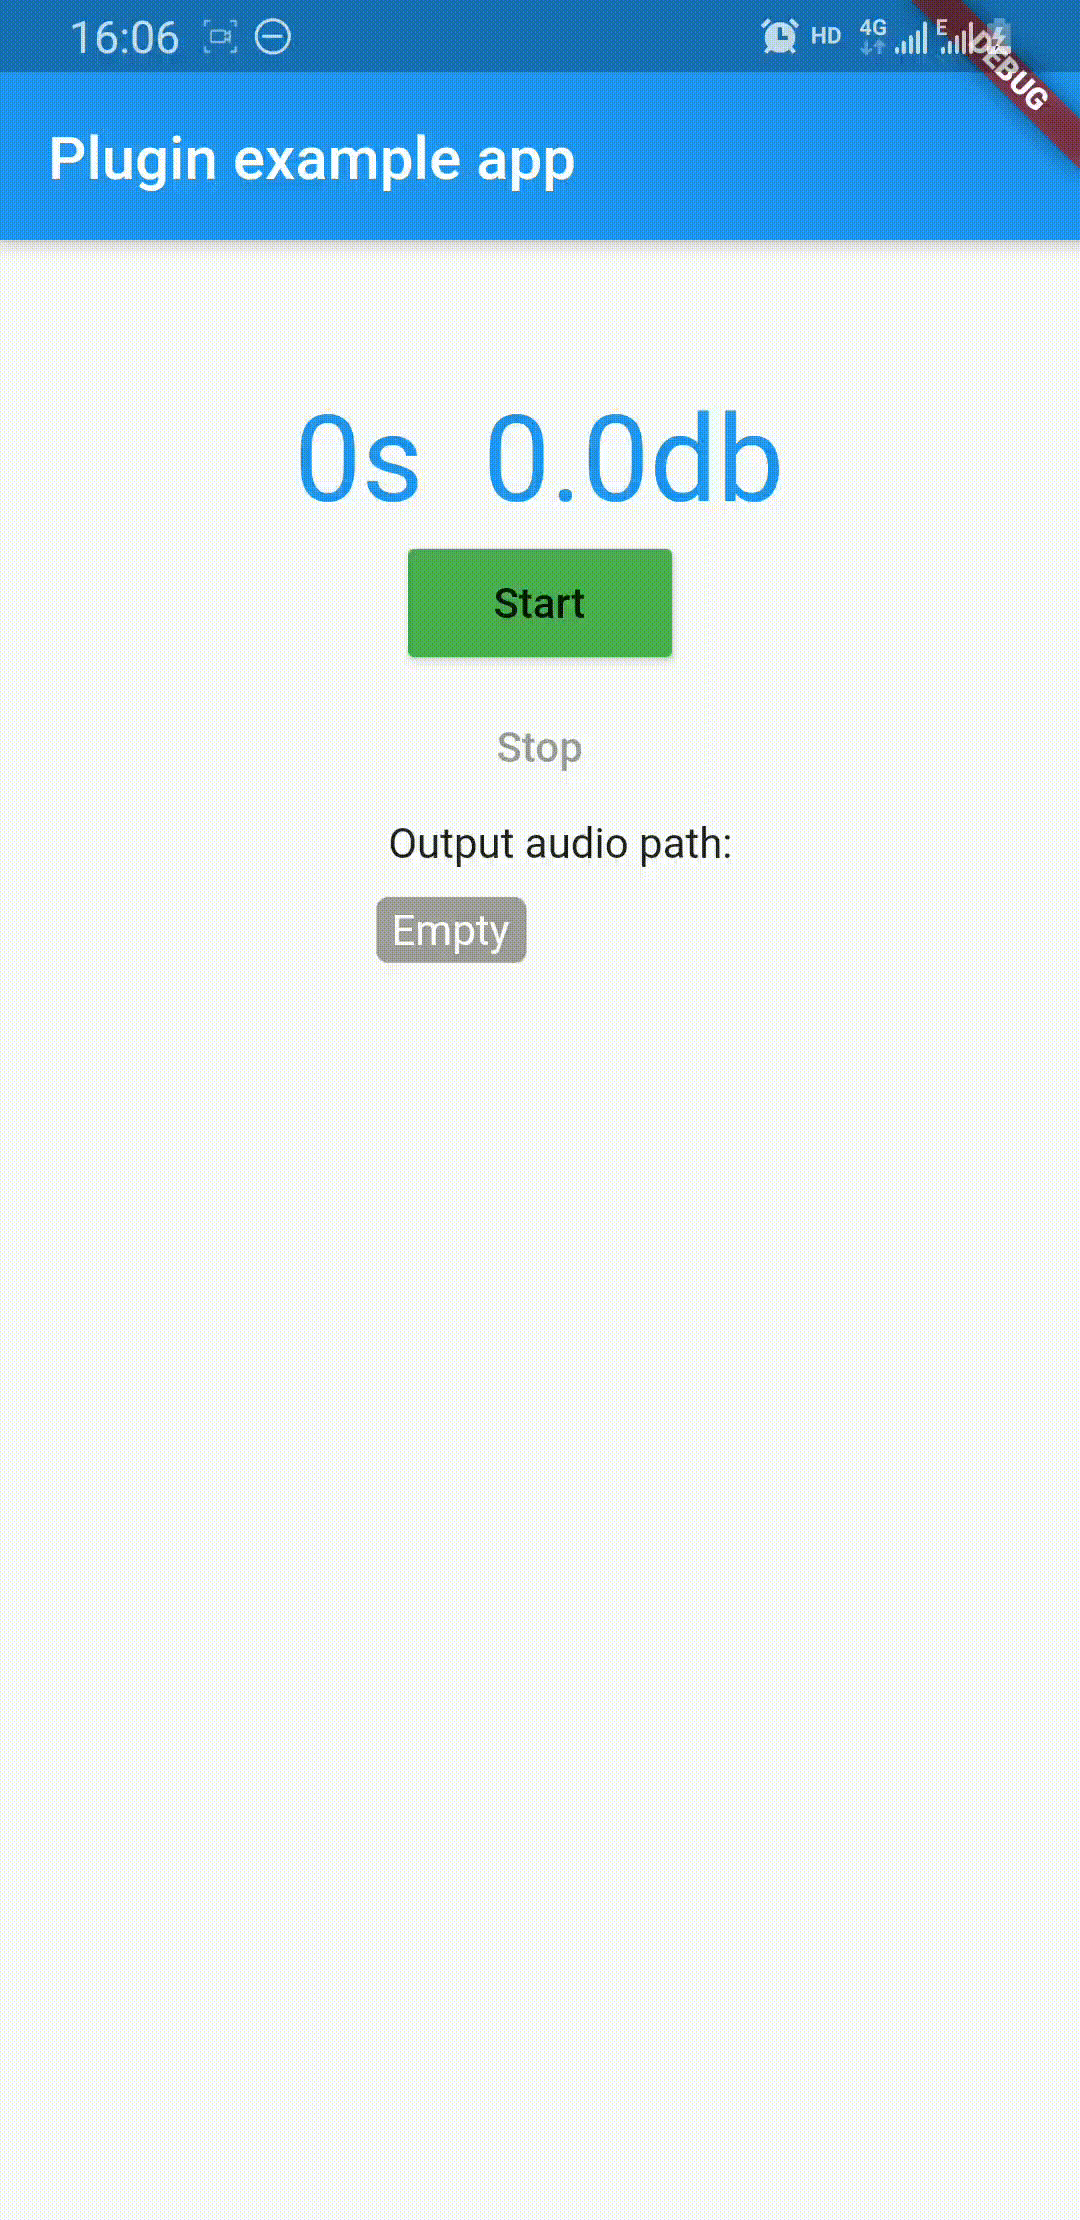 16:06 HD 4G E
DEBUG
Plugin example app
0s 0.0db
Start
Stop
Output audio path:
Empty